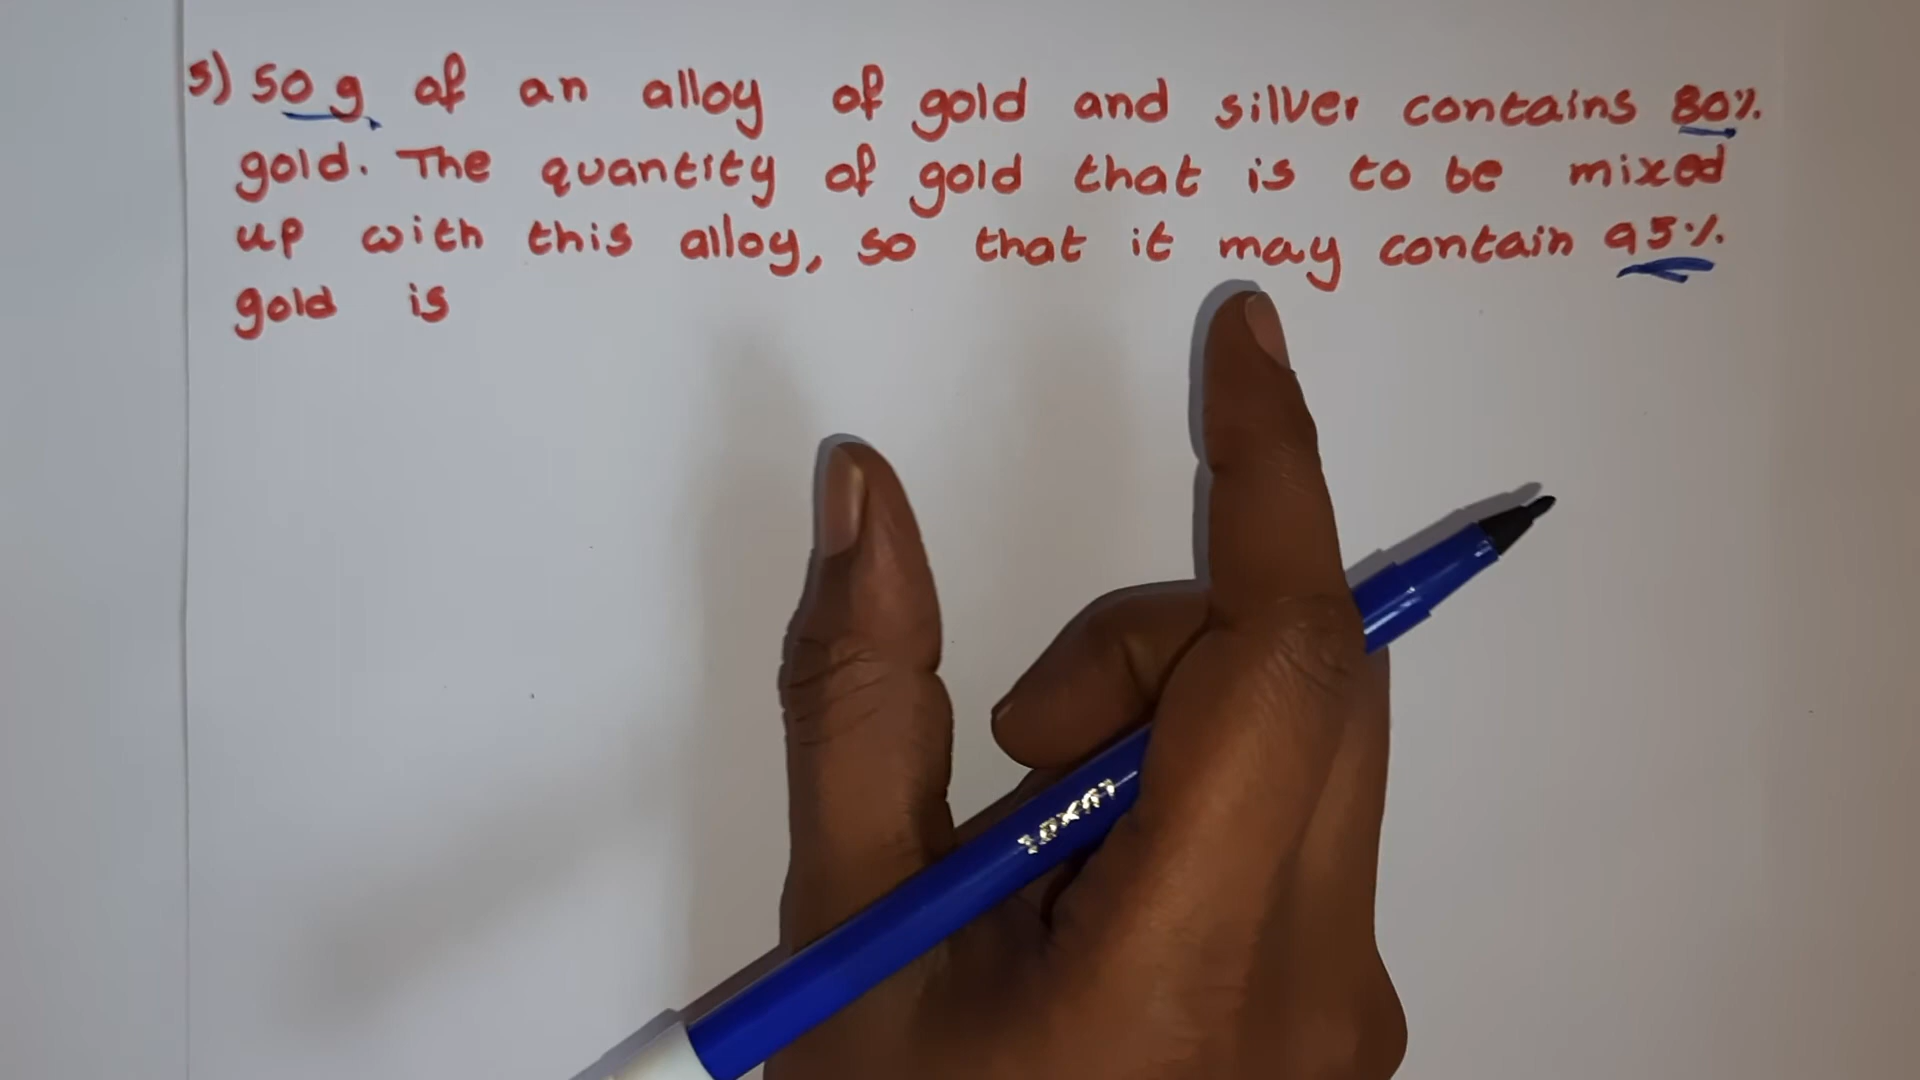 5) 50 g of an alloy of gold and silver contains 80%
gold. The quantity of gold that is to be mixed
up with this alloy, so that it may contain 95%
gold is
LUXOR